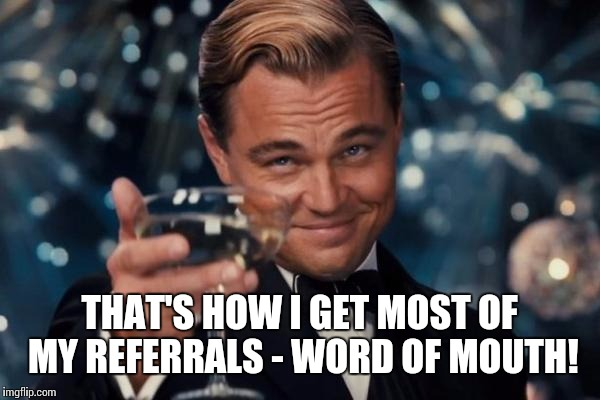 THAT'S HOW I GET MOST OF
MY REFERRALS - WORD OF MOUTH!
imgflip.com